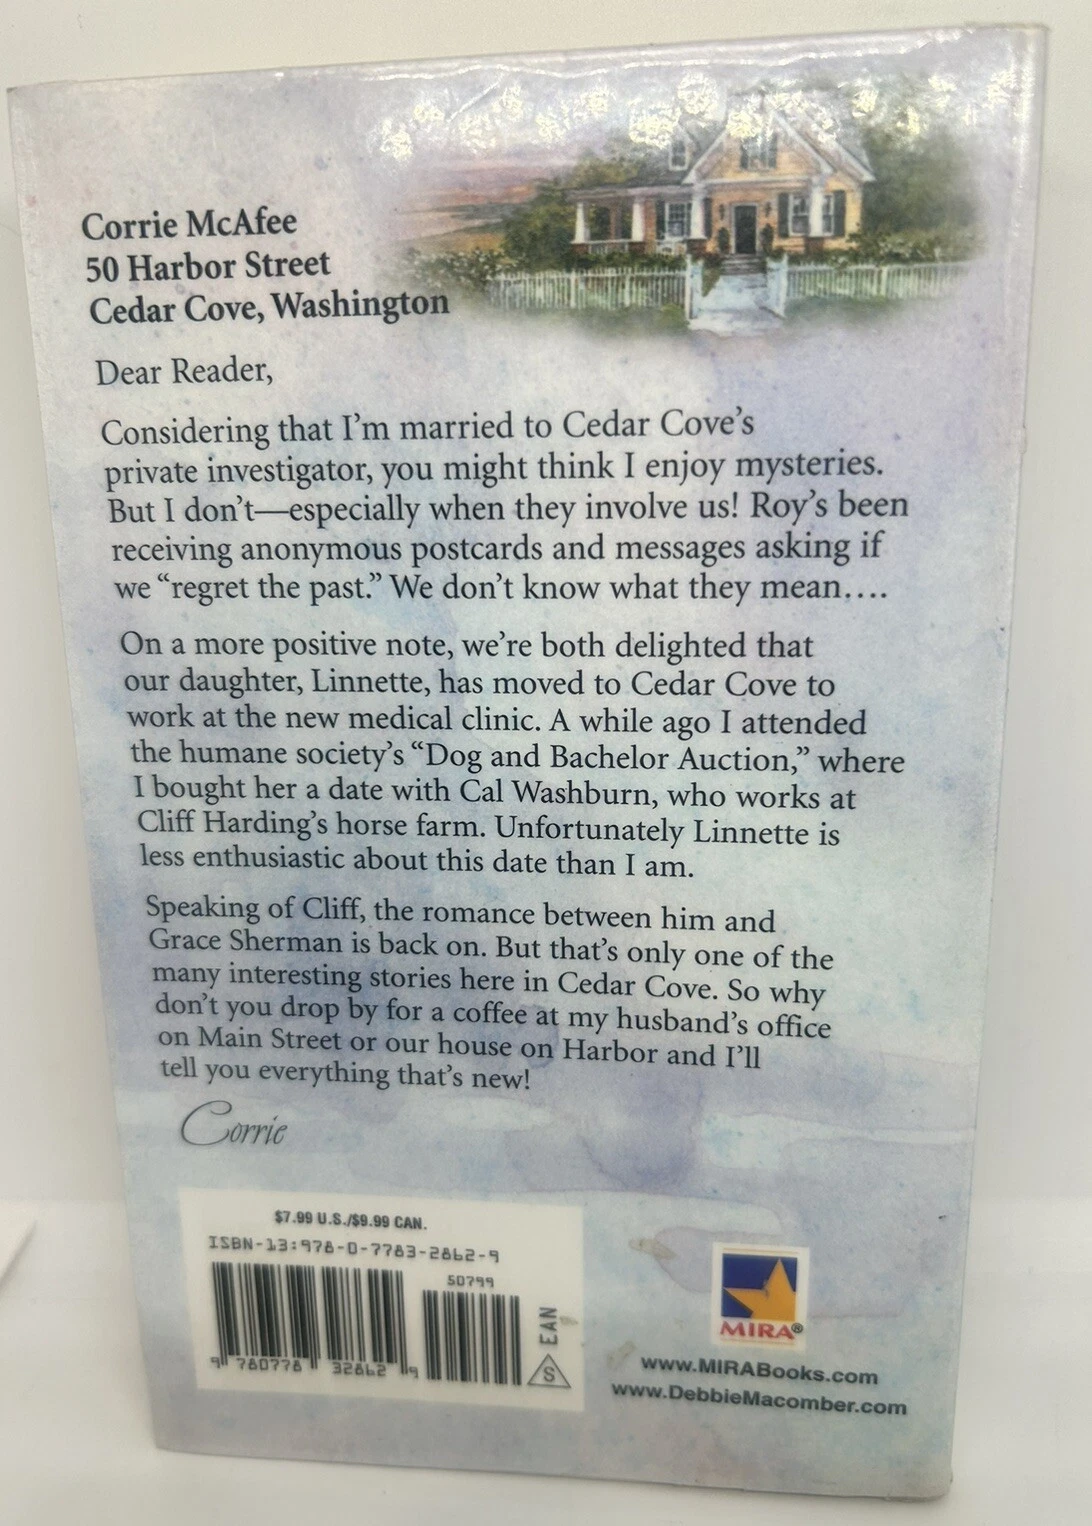 Corrie McAfee
50 Harbor Street
Cedar Cove, Washington
Dear Reader,
Considering that I'm married to Cedar Cove's
private investigator, you might think I enjoy mysteries.
But I don't—especially when they involve us! Roy's been
receiving anonymous postcards and messages asking if
we “regret the past.” We don't know what they mean....
On a more positive note, we're both delighted that
our daughter, Linnette, has moved to Cedar Cove to
work at the new medical clinic. A while ago I attended
the humane society's “Dog and Bachelor Auction,” where
I bought her a date with Cal Washburn, who works at
Cliff Harding's horse farm. Unfortunately Linnette is
less enthusiastic about this date than I am.
Speaking of Cliff, the romance between him and
Grace Sherman is back on. But that's only one of the
many interesting stories here in Cedar Cove. So why
don't you drop by for a coffee at my husband's office
on Main Street or our house on Harbor and I'll
tell you everything that's new!
Corrie
$7.99 U.S./$9.99 CAN.
ISBN-13:978-0-7783-2862-9
50799
9 780778 32862 9
EAN
S
MIRA®
www.MIRABooks.com
www.DebbieMacomber.com